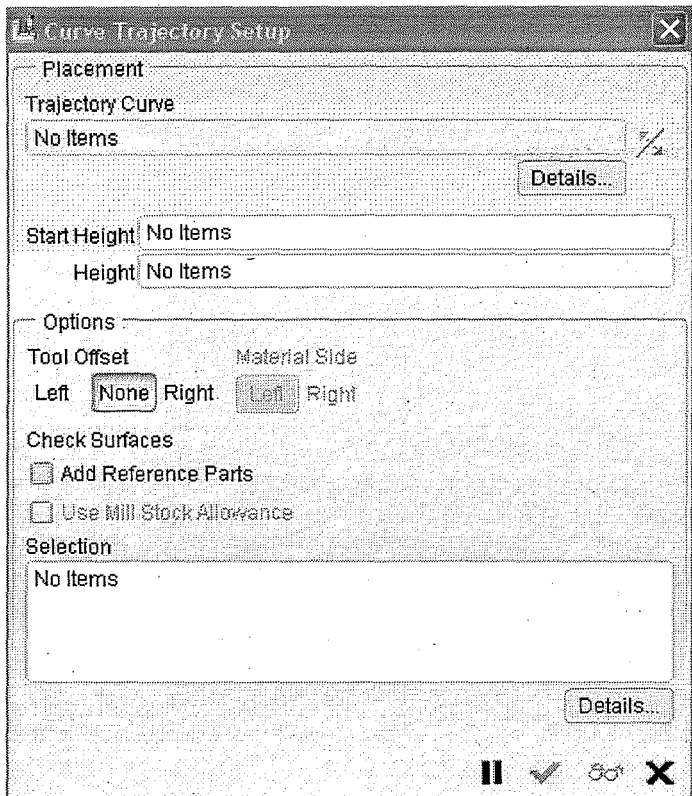 Curve Trajectory Setup
Placement
Trajectory Curve
No Items
Details...
Start Height No Items
Height No Items
Options
Tool Offset Material Side
Left None Right Left Right
Check Surfaces
Add Reference Parts
Use Mill Stock Allowance
Selection
No Items
Details...